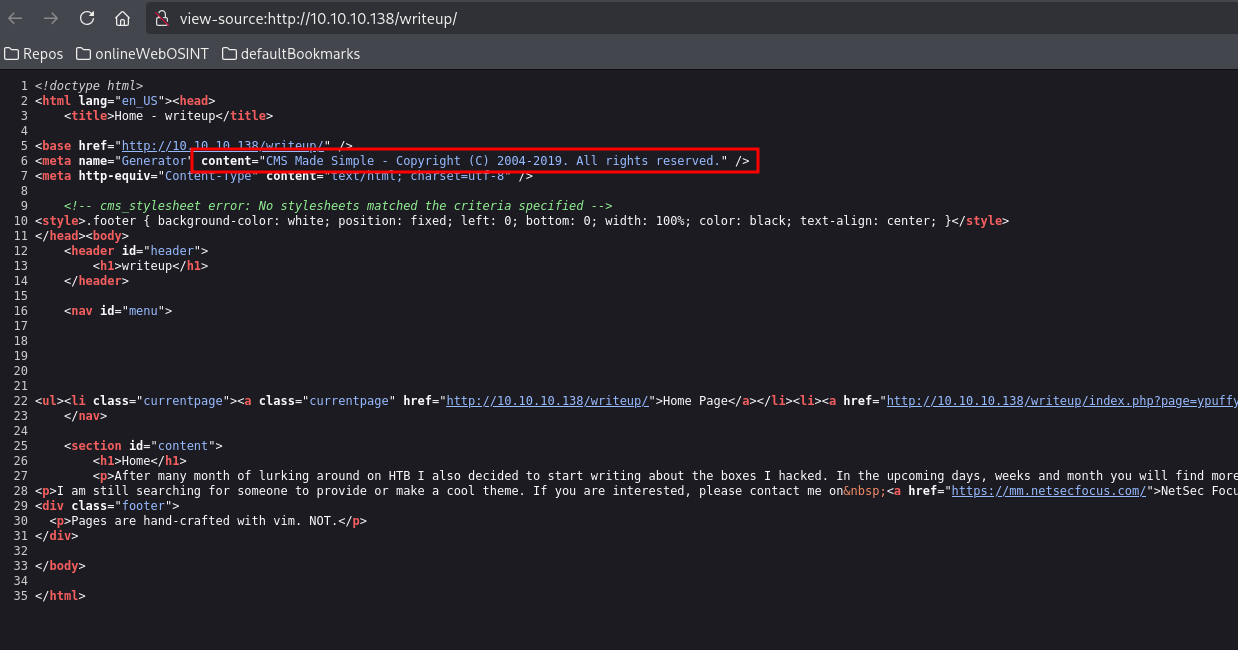 view-source:http://10.10.10.138/writeup/
Repos onlineWebOSINT defaultBookmarks
1 <!doctype html>
2 <html lang="en_US"><head>
3 <title>Home - writeup</title>
4
5 <base href="http://10.10.10.138/writeup/" />
6 <meta name="Generator" content="CMS Made Simple - Copyright (C) 2004-2019. All rights reserved." />
7 <meta http-equiv="Content-Type" content="text/html; charset=utf-8" />
8
9 <!-- cms_stylesheet error: No stylesheets matched the criteria specified -->
10 <style>.footer { background-color: white; position: fixed; left: 0; bottom: 0; width: 100%; color: black; text-align: center; }</style>
11 </head><body>
12 <header id="header">
13 <h1>writeup</h1>
14 </header>
15
16 <nav id="menu">
17
18
19
20
21
22 <ul><li class="currentpage"><a class="currentpage" href="http://10.10.10.138/writeup/">Home Page</a></li><li><a href="http://10.10.10.138/writeup/index.php?page=ypuffy
23 </nav>
24
25 <section id="content">
26 <h1>Home</h1>
27 <p>After many month of lurking around on HTB I also decided to start writing about the boxes I hacked. In the upcoming days, weeks and month you will find more
28 <p>I am still searching for someone to provide or make a cool theme. If you are interested, please contact me on&nbsp;<a href="https://mm.netsecfocus.com/">NetSec Focu
29 <div class="footer">
30 <p>Pages are hand-crafted with vim. NOT.</p>
31 </div>
32
33 </body>
34
35 </html>